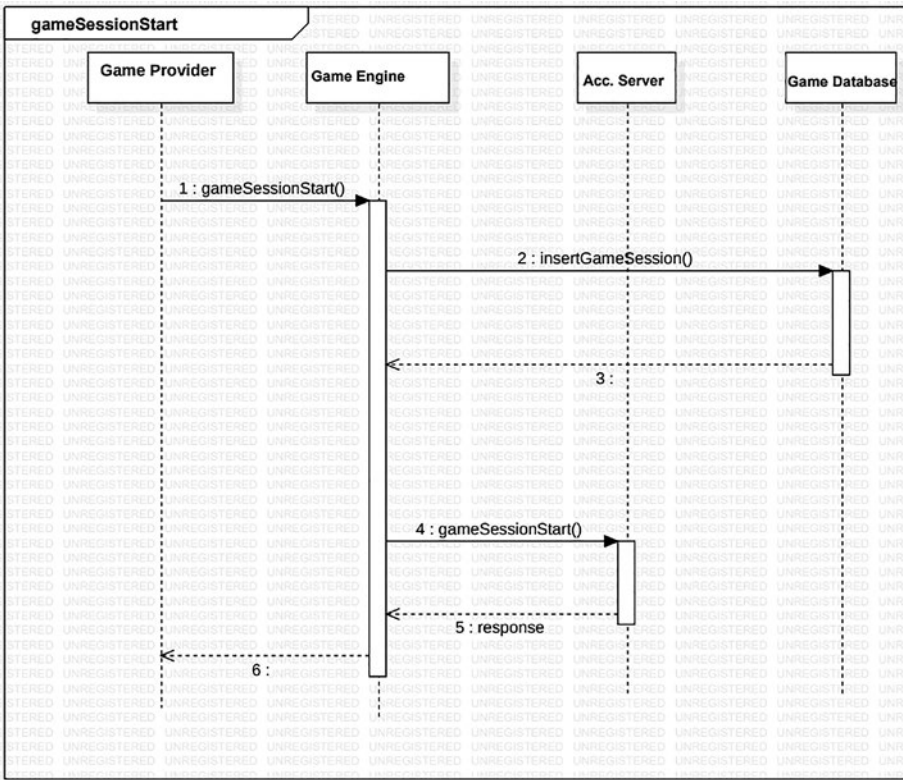 gameSessionStart
Game Provider
Game Engine
Acc. Server
Game Database
1 : gameSessionStart()
2 : insertGameSession()
3 :
4 : gameSessionStart()
5 : response
6 :
UNREGISTERED